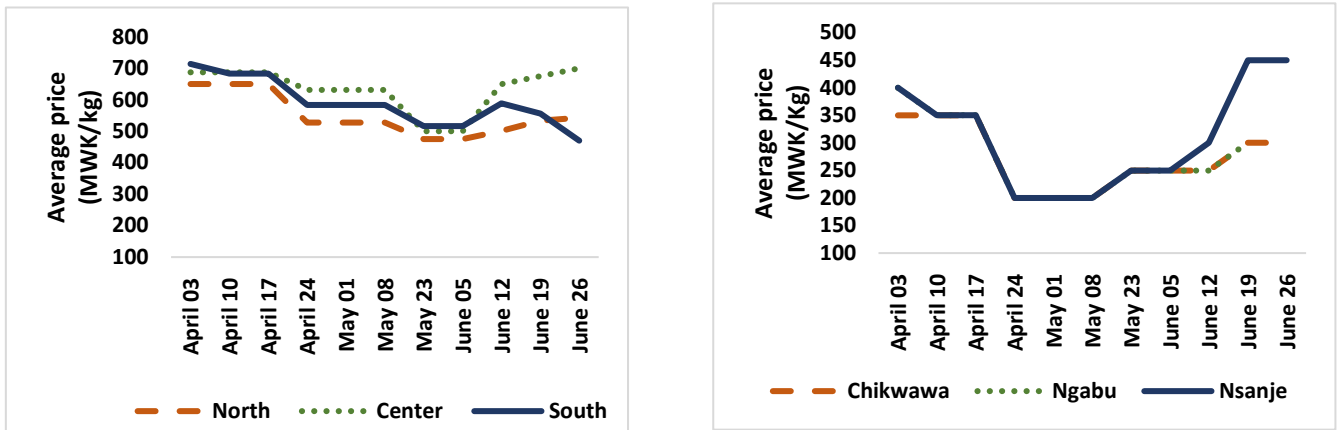 800
700
600
500
400
300
200
100
Average price
(MWK/kg)
April 03
April 10
April 17
April 24
May 01
May 08
May 23
June 05
June 12
June 19
June 26
North
Center
South
500
450
400
350
300
250
200
150
100
Average price
(MWK/Kg)
April 03
April 10
April 17
April 24
May 01
May 08
May 23
June 05
June 12
June 19
June 26
Chikwawa
Ngabu
Nsanje